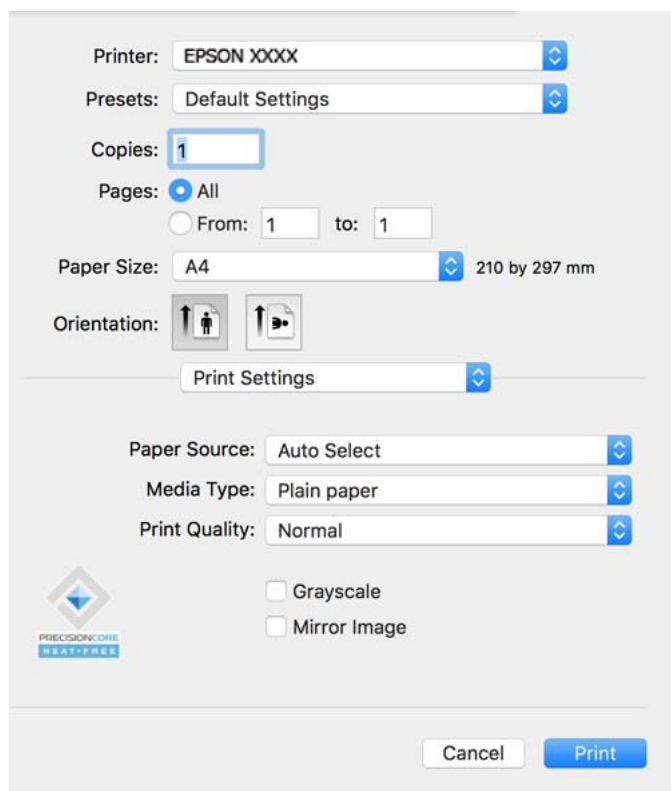 Printer: EPSON XXXX
Presets: Default Settings
Copies: 1
Pages: All
From: 1 to: 1
Paper Size: A4 210 by 297 mm
Orientation:
Print Settings
Paper Source: Auto Select
Media Type: Plain paper
Print Quality: Normal
Grayscale
Mirror Image
PRECISIONCORE
HEAT-FREE
Cancel Print